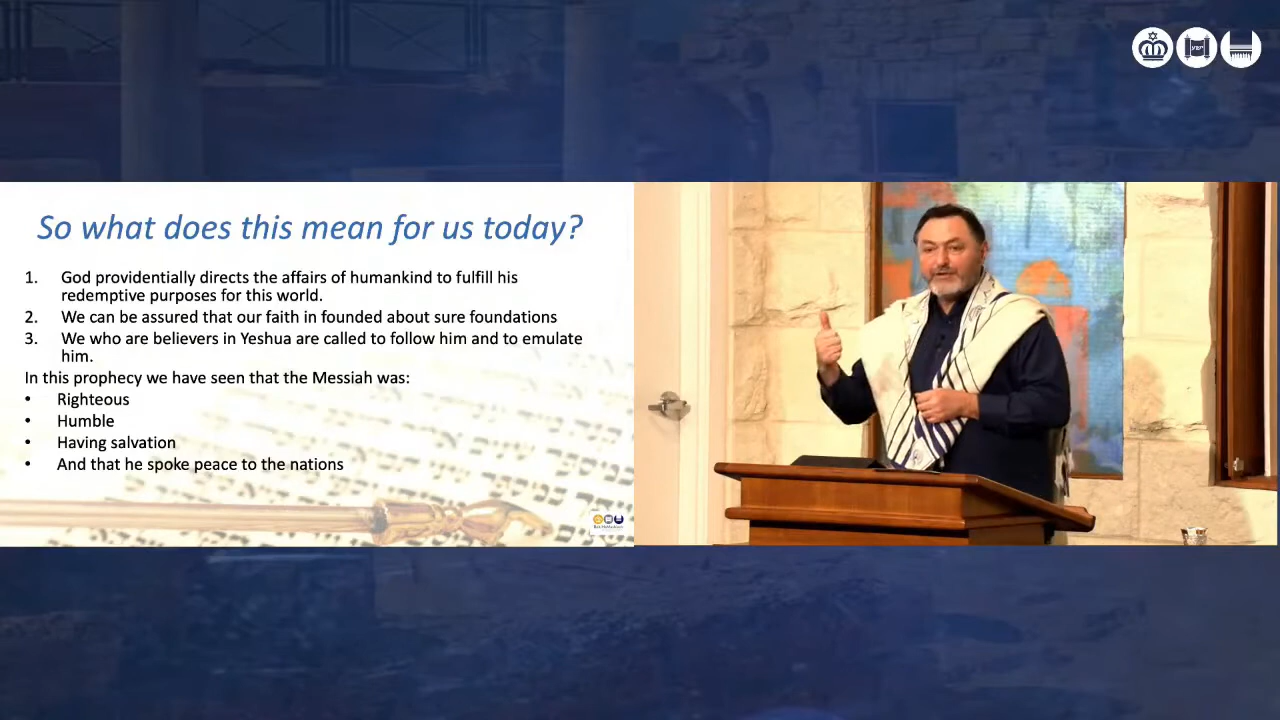 So what does this mean for us today?
1. God providentially directs the affairs of humankind to fulfill his
redemptive purposes for this world.
2. We can be assured that our faith in founded about sure foundations
3. We who are believers in Yeshua are called to follow him and to emulate
him.
In this prophecy we have seen that the Messiah was:
• Righteous
• Humble
• Having salvation
• And that he spoke peace to the nations